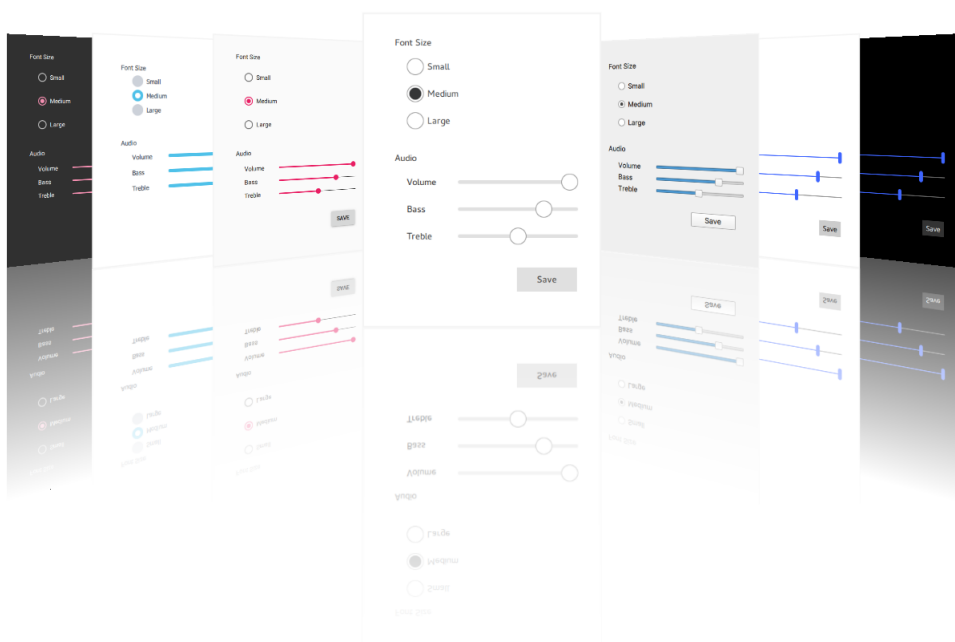 Font Size
Small
Medium
Large
Audio
Volume
Bass
Treble
Font Size
Small
Medium
Large
Audio
Volume
Bass
Treble
Font Size
Small
Medium
Large
Audio
Volume
Bass
Treble
SAVE
Font Size
Small
Medium
Large
Audio
Volume
Bass
Treble
Save
Font Size
Small
Medium
Large
Audio
Volume
Bass
Treble
Save
Save
Save